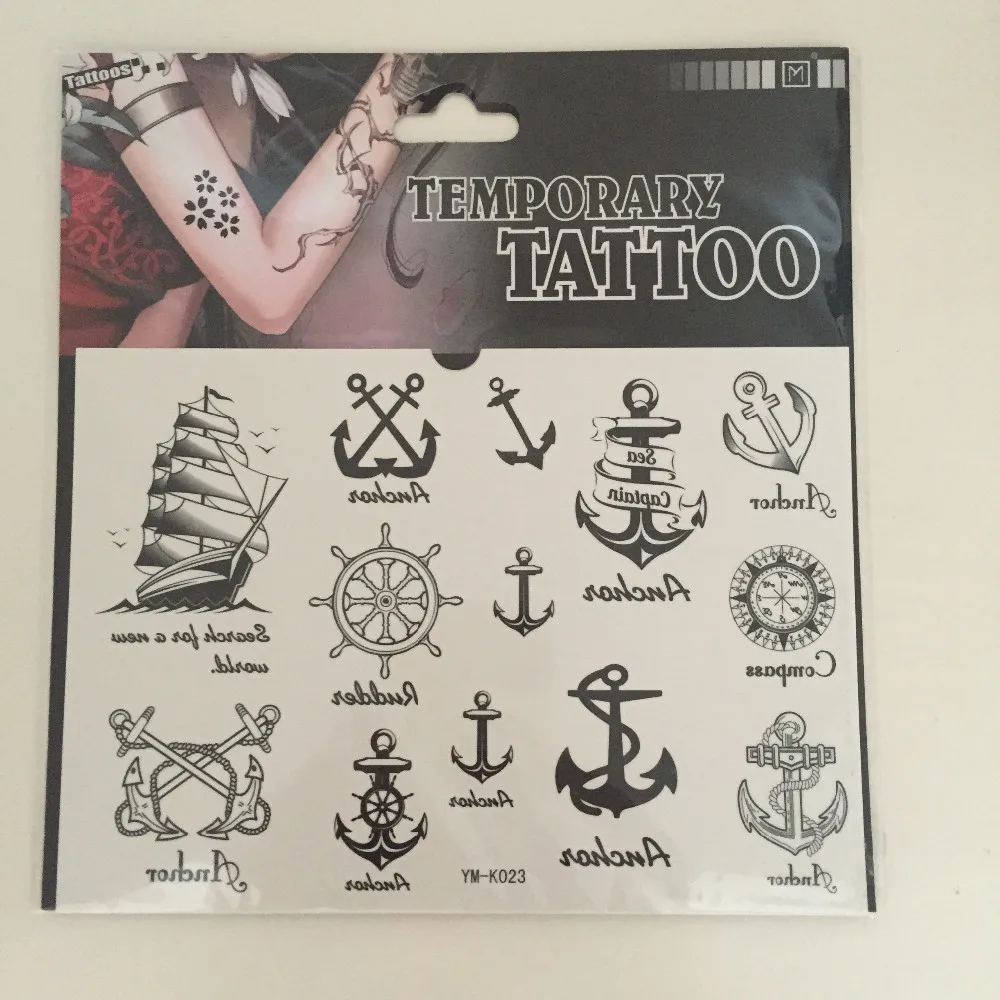 Tattoos
M
TEMPORARY
TATTOO
Anchor
Sea
Captain
Anchor
Anchor
Search for a new
world.
Rudder
Compass
Anchor
Anchor
Anchor
Anchor
Anchor
YM-K023